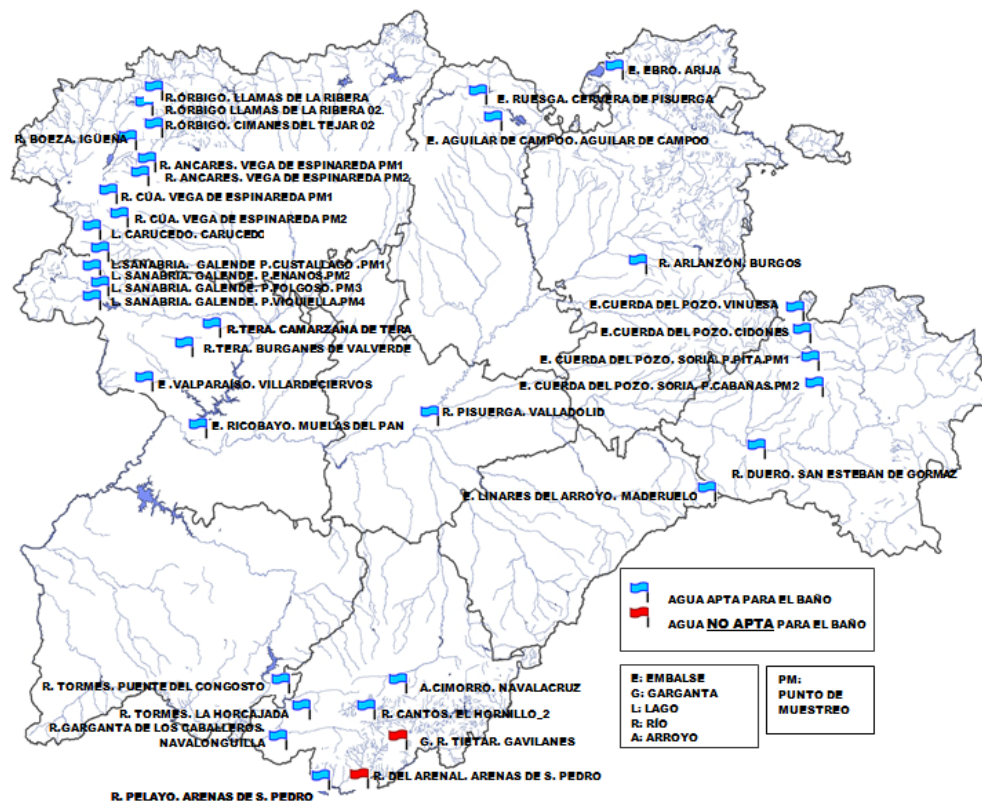 E. EBRO. ARIJA
R.ÓRBIGO. LLAMAS DE LA RIBERA
E. RUESGA. CERVERA DE PISUERGA
R.ÓRBIGO LLAMAS DE LA RIBERA 02.
R.ÓRBIGO. CIMANES DEL TEJAR 02
R. BOEZA. IGÜEÑA
E. AGUILAR DE CAMPOO. AGUILAR DE CAMPOO
R. ANCARES. VEGA DE ESPINAREDA PM1
R. ANCARES. VEGA DE ESPINAREDA PM2
R. CÚA. VEGA DE ESPINAREDA PM1
R. CÚA. VEGA DE ESPINAREDA PM2
L. CARUCEDO. CARUCEDO
L.SANABRIA. GALENDE P.CUSTALLAGO .PM1
L. SANABRIA. GALENDE. P.ENANOS.PM2
L. SANABRIA. GALENDE. P.FOLGOSO.PM3
L. SANABRIA. GALENDE P.VIQUIELLA.PM4
R. ARLANZÓN. BURGOS
E.CUERDA DEL POZO. VINUESA
E.CUERDA DEL POZO. CIDONES
E. CUERDA DEL POZO. SORIA. P.PITA.PM1
E. CUERDA DEL POZO. SORIA. P.CABAÑAS.PM2
R.TERA. CAMARZANA DE TERA
R.TERA. BURGANES DE VALVERDE
E .VALPARAÍSO. VILLARDECIERVOS
E. RICOBAYO. MUELAS DEL PAN
R. PISUERGA. VALLADOLID
R. DUERO. SAN ESTEBAN DE GORMAZ
E. LINARES DEL ARROYO. MADERUELO
AGUA APTA PARA EL BAÑO
AGUA NO APTA PARA EL BAÑO
E: EMBALSE
G: GARGANTA
L: LAGO
R: RÍO
A: ARROYO
PM:
PUNTO DE
MUESTREO
R. TORMES. PUENTE DEL CONGOSTO
A.CIMORRO. NAVALACRUZ
R. TORMES. LA HORCAJADA
R. CANTOS. EL HORNILLO_2
R.GARGANTA DE LOS CABALLEROS.
NAVALONGUILLA
G. R. TIETAR. GAVILANES
R. DEL ARENAL. ARENAS DE S. PEDRO
R. PELAYO. ARENAS DE S. PEDRO